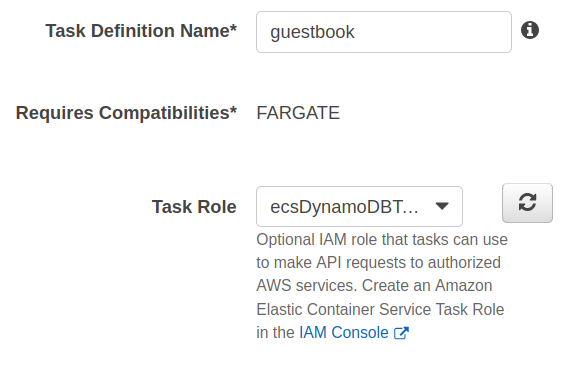 Task Definition Name* guestbook
Requires Compatibilities* FARGATE
Task Role ecsDynamoDBT...
Optional IAM role that tasks can use
to make API requests to authorized
AWS services. Create an Amazon
Elastic Container Service Task Role
in the IAM Console